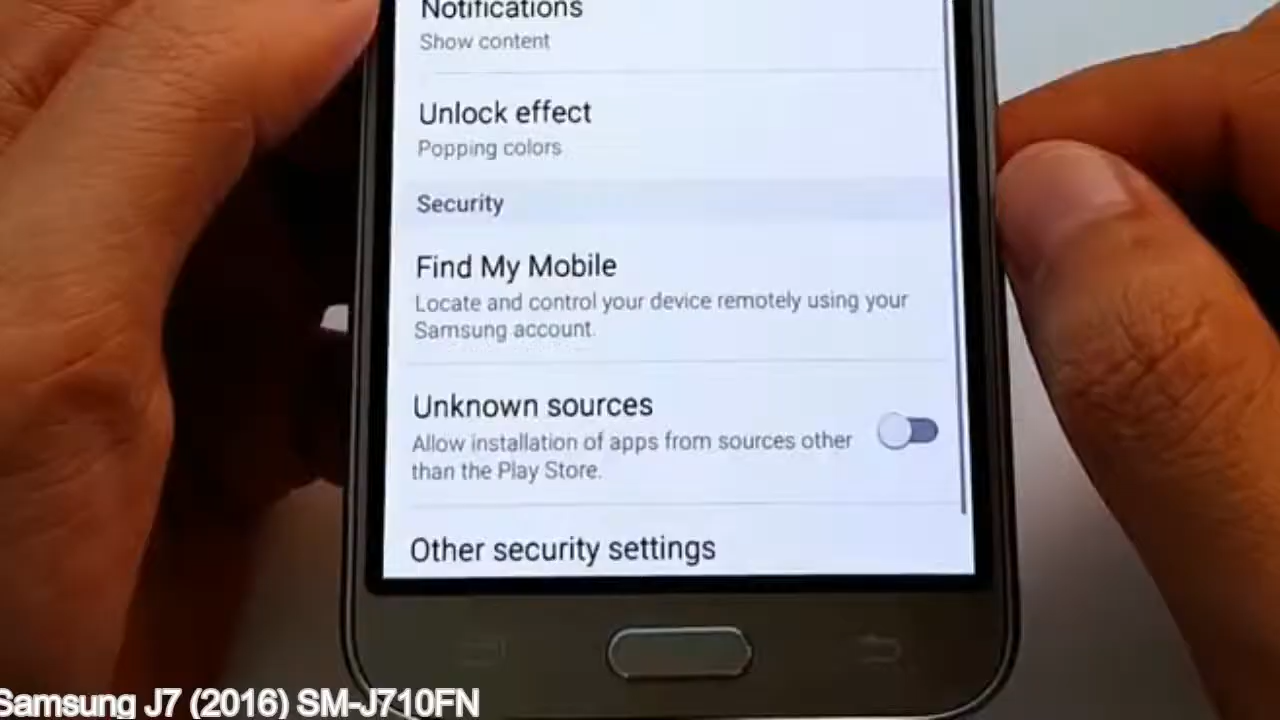 Notifications
Show content
Unlock effect
Popping colors
Security
Find My Mobile
Locate and control your device remotely using your
Samsung account.
Unknown sources
Allow installation of apps from sources other
than the Play Store.
Other security settings
Samsung J7 (2016) SM-J710FN